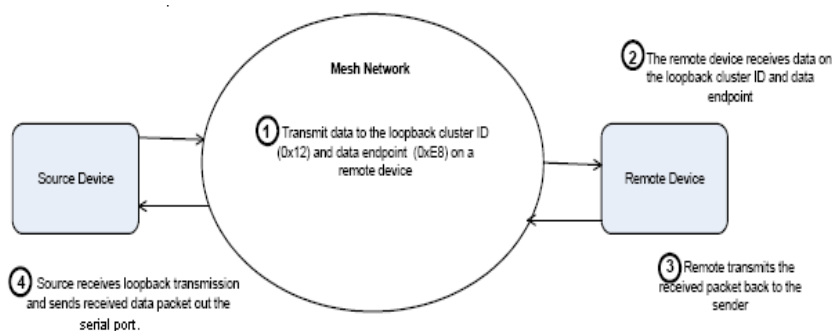 Mesh Network
1 Transmit data to the loopback cluster ID
(0x12) and data endpoint (0xE8) on a
remote device
2 The remote device receives data on
the loopback cluster ID and data
endpoint
Source Device
Remote Device
3 Remote transmits the
received packet back to the
sender
4 Source receives loopback transmission
and sends received data packet out the
serial port.